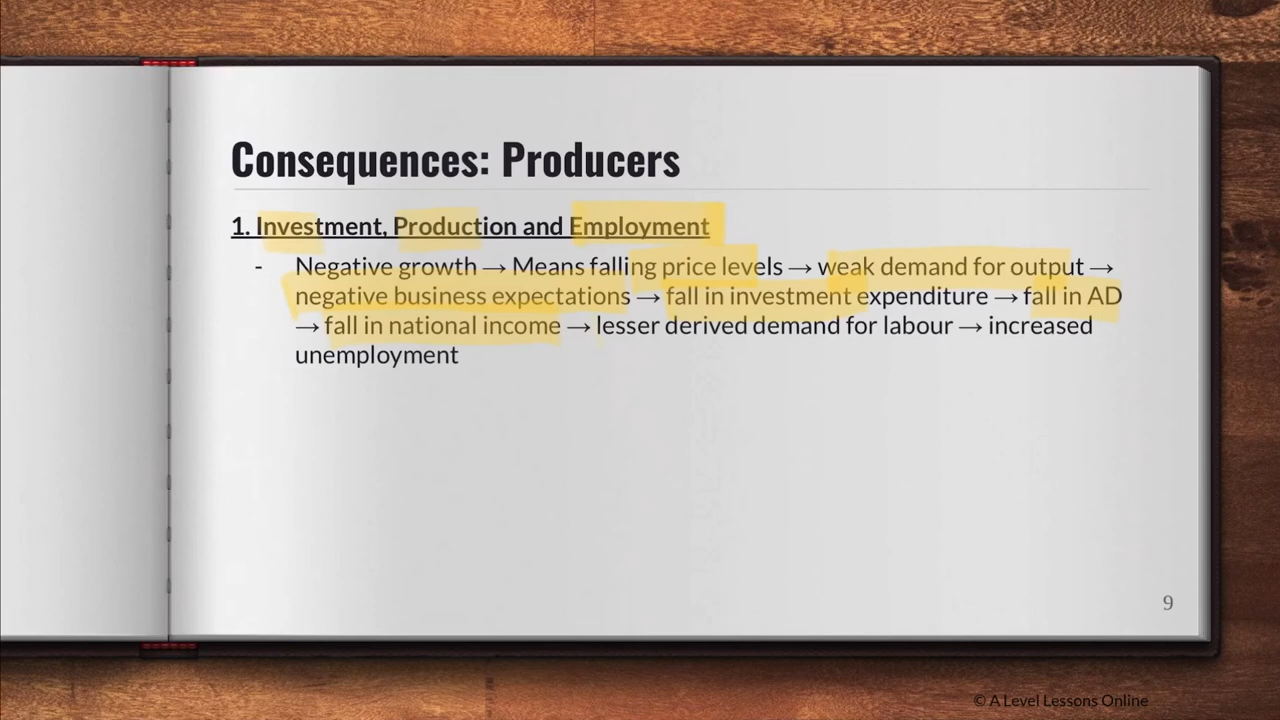 Consequences: Producers
1. Investment, Production and Employment
- Negative growth → Means falling price levels → weak demand for output →
negative business expectations → fall in investment expenditure → fall in AD
→ fall in national income → lesser derived demand for labour → increased
unemployment
9
© A Level Lessons Online